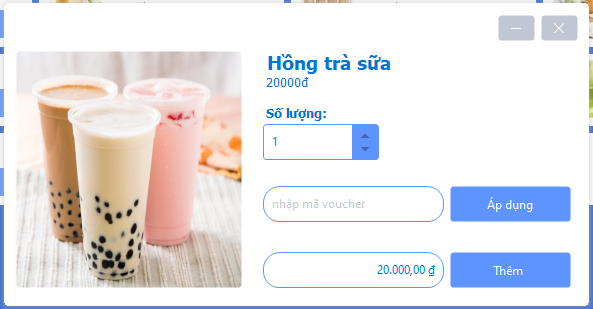 Hồng trà sữa
20000đ
Số lượng:
1
nhập mã voucher
Áp dụng
20.000,00 ₫
Thêm